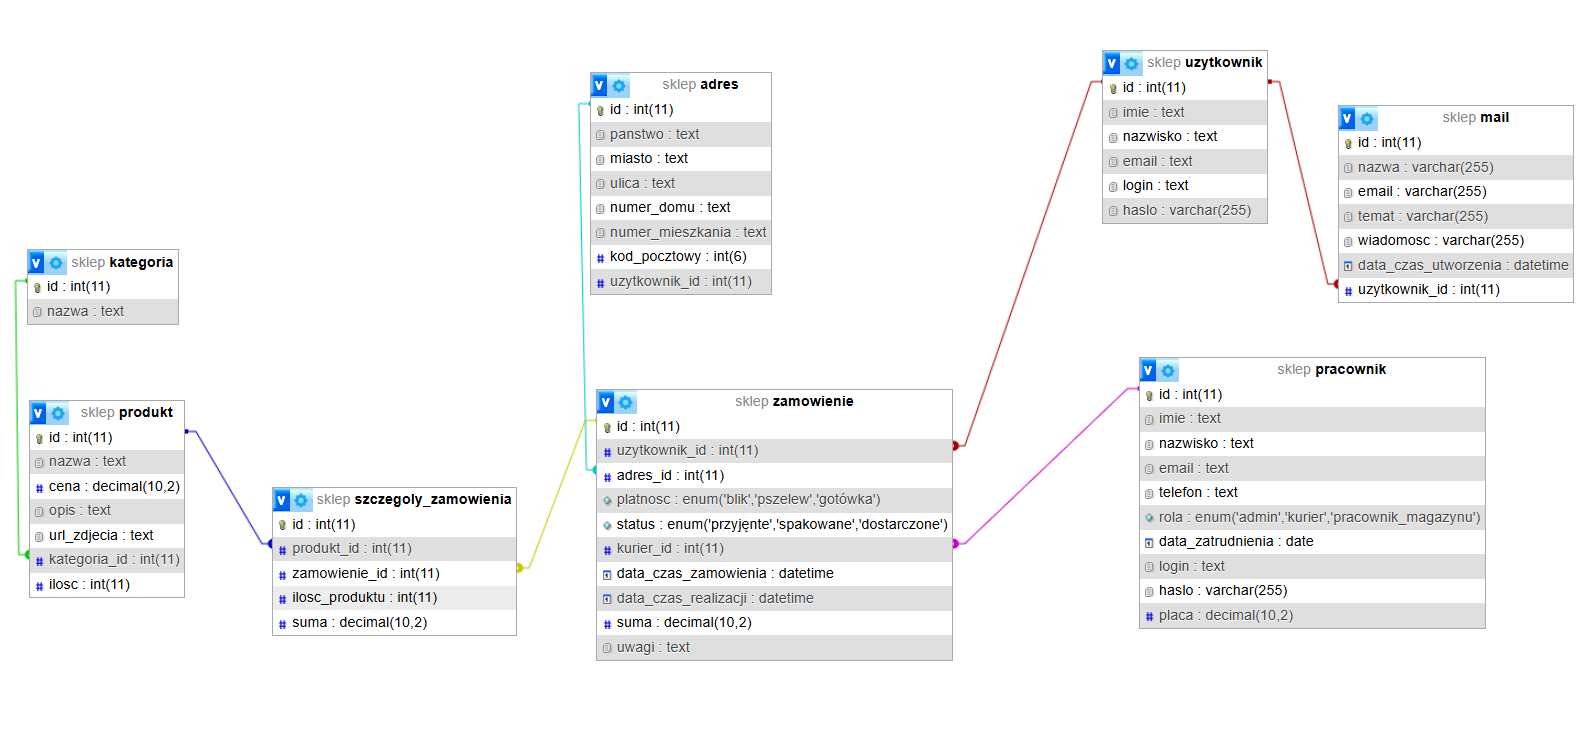 sklep kategoria
id : int(11)
nazwa : text
sklep produkt
id : int(11)
nazwa : text
cena : decimal(10,2)
opis : text
url_zdjecia : text
kategoria_id : int(11)
ilosc : int(11)
sklep szczegoly_zamowienia
id : int(11)
produkt_id : int(11)
zamowienie_id : int(11)
ilosc_produktu : int(11)
suma : decimal(10,2)
sklep adres
id : int(11)
panstwo : text
miasto : text
ulica : text
numer_domu : text
numer_mieszkania : text
kod_pocztowy : int(6)
uzytkownik_id : int(11)
sklep zamowienie
id : int(11)
uzytkownik_id : int(11)
adres_id : int(11)
platnosc : enum('blik','pszelew','gotówka')
status : enum('przyjęnte','spakowane','dostarczone')
kurier_id : int(11)
data_czas_zamowienia : datetime
data_czas_realizacji : datetime
suma : decimal(10,2)
uwagi : text
sklep uzytkownik
id : int(11)
imie : text
nazwisko : text
email : text
login : text
haslo : varchar(255)
sklep mail
id : int(11)
nazwa : varchar(255)
email : varchar(255)
temat : varchar(255)
wiadomosc : varchar(255)
data_czas_utworzenia : datetime
uzytkownik_id : int(11)
sklep pracownik
id : int(11)
imie : text
nazwisko : text
email : text
telefon : text
rola : enum('admin','kurier','pracownik_magazynu')
data_zatrudnienia : date
login : text
haslo : varchar(255)
placa : decimal(10,2)